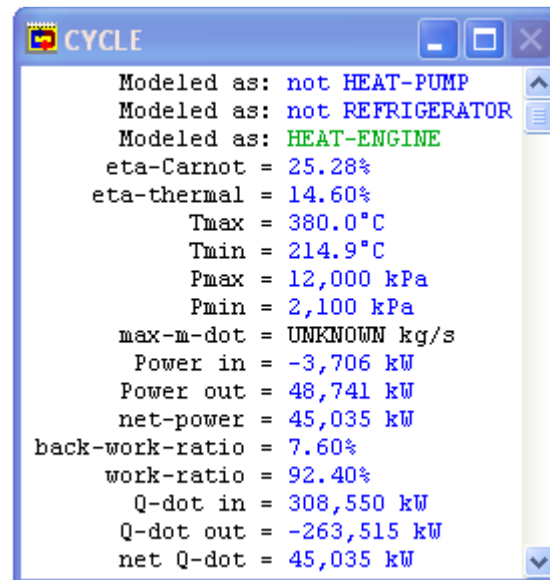 CYCLE
Modeled as: not HEAT-PUMP
Modeled as: not REFRIGERATOR
Modeled as: HEAT-ENGINE
eta-Carnot = 25.28%
eta-thermal = 14.60%
Tmax = 380.0°C
Tmin = 214.9°C
Pmax = 12,000 kPa
Pmin = 2,100 kPa
max-m-dot = UNKNOWN kg/s
Power in = -3,706 kW
Power out = 48,741 kW
net-power = 45,035 kW
back-work-ratio = 7.60%
work-ratio = 92.40%
Q-dot in = 308,550 kW
Q-dot out = -263,515 kW
net Q-dot = 45,035 kW